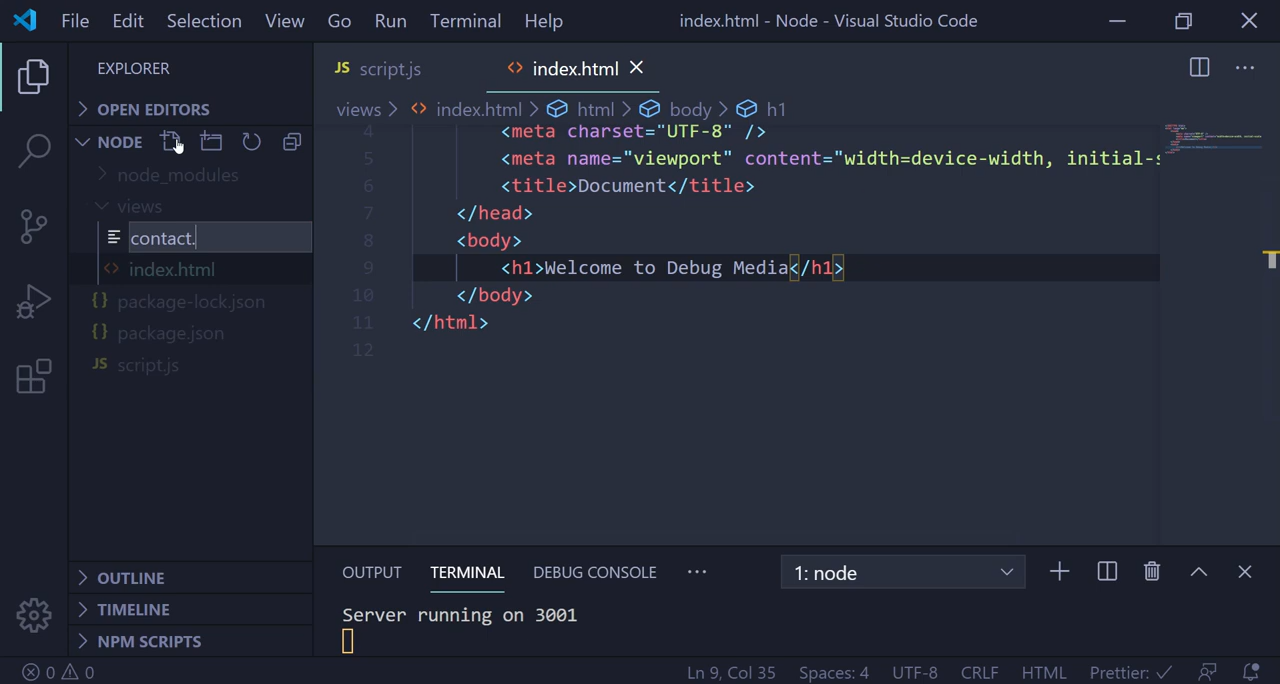 File Edit Selection View Go Run Terminal Help index.html - Node - Visual Studio Code
EXPLORER
OPEN EDITORS
NODE
node_modules
views
contact.
index.html
{} package-lock.json
{} package.json
JS script.js
OUTLINE
TIMELINE
NPM SCRIPTS
JS script.js <> index.html
views > <> index.html > html > body > h1
4 <meta charset="UTF-8" />
5 <meta name="viewport" content="width=device-width, initial-s
6 <title>Document</title>
7 </head>
8 <body>
9 <h1>Welcome to Debug Media</h1>
10 </body>
11 </html>
12
OUTPUT TERMINAL DEBUG CONSOLE ··· 1: node
Server running on 3001
0 0 Ln 9, Col 35 Spaces: 4 UTF-8 CRLF HTML Prettier: ✓